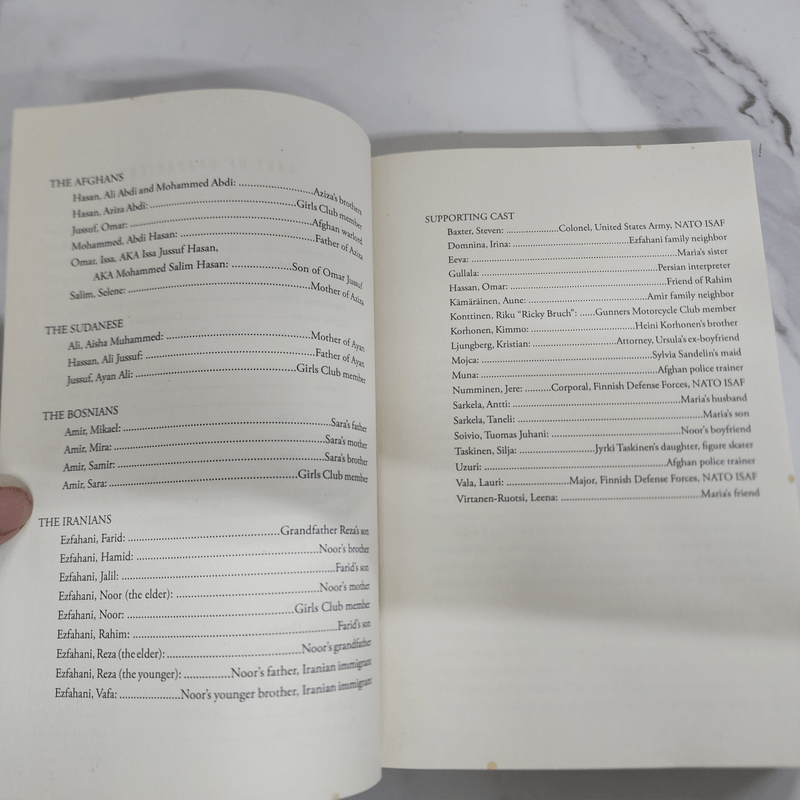 THE AFGHANS
Hasan, Ali Abdi and Mohammed Abdi: ........................Aziza's brothers
Hasan, Aziza Abdi: ................................................Girls Club member
Jussuf, Omar: ............................................................Afghan warlord
Mohammed, Abdi Hasan: ............................................Father of Aziza
Omar, Issa, AKA Issa Jussuf Hasan,
AKA Mohammed Salim Hasan: ....................Son of Omar Jussuf
Salim, Selene: ............................................................Mother of Aziza
THE SUDANESE
Ali, Aisha Muhammed: ................................................Mother of Ayan
Hassan, Ali Jussuf: ........................................................Father of Ayan
Jussuf, Ayan Ali: ....................................................Girls Club member
THE BOSNIANS
Amir, Mikael: ................................................................Sara's father
Amir, Mira: ....................................................................Sara's mother
Amir, Samir: ....................................................................Sara's brother
Amir, Sara: ............................................................Girls Club member
THE IRANIANS
Ezfahani, Farid: ................................................Grandfather Reza's son
Ezfahani, Hamid: ............................................................Noor's brother
Ezfahani, Jalil: ....................................................................Farid's son
Ezfahani, Noor (the elder): ................................................Noor's mother
Ezfahani, Noor: ....................................................Girls Club member
Ezfahani, Rahim: ................................................................Farid's son
Ezfahani, Reza (the elder): ............................................Noor's grandfather
Ezfahani, Reza (the younger): ..............Noor's father, Iranian immigrant
Ezfahani, Vafa: ...................Noor's younger brother, Iranian immigrant
SUPPORTING CAST
Baxter, Steven: ..................Colonel, United States Army, NATO ISAF
Domnina, Irina: ........................................Ezfahani family neighbor
Eeva: ....................................................................Maria's sister
Gullala: ............................................................Persian interpreter
Hassan, Omar: ........................................................Friend of Rahim
Kämäräinen, Aune: ........................................Amir family neighbor
Konttinen, Riku "Ricky Bruch": ......Gunners Motorcycle Club member
Korhonen, Kimmo: ................................Heini Korhonen's brother
Ljungberg, Kristian: .............................Attorney, Ursula's ex-boyfriend
Mojca: ............................................................Sylvia Sandelin's maid
Muna: ............................................................Afghan police trainer
Numminen, Jere: ..........Corporal, Finnish Defense Forces, NATO ISAF
Sarkela, Antti: ............................................................Maria's husband
Sarkela, Taneli: ................................................................Maria's son
Soivio, Tuomas Juhani: ............................................Noor's boyfriend
Taskinen, Silja: ........................Jyrki Taskinen's daughter, figure skater
Uzuri: ............................................................Afghan police trainer
Vala, Lauri: ...................Major, Finnish Defense Forces, NATO ISAF
Virtanen-Ruotsi, Leena: ............................................Maria's friend